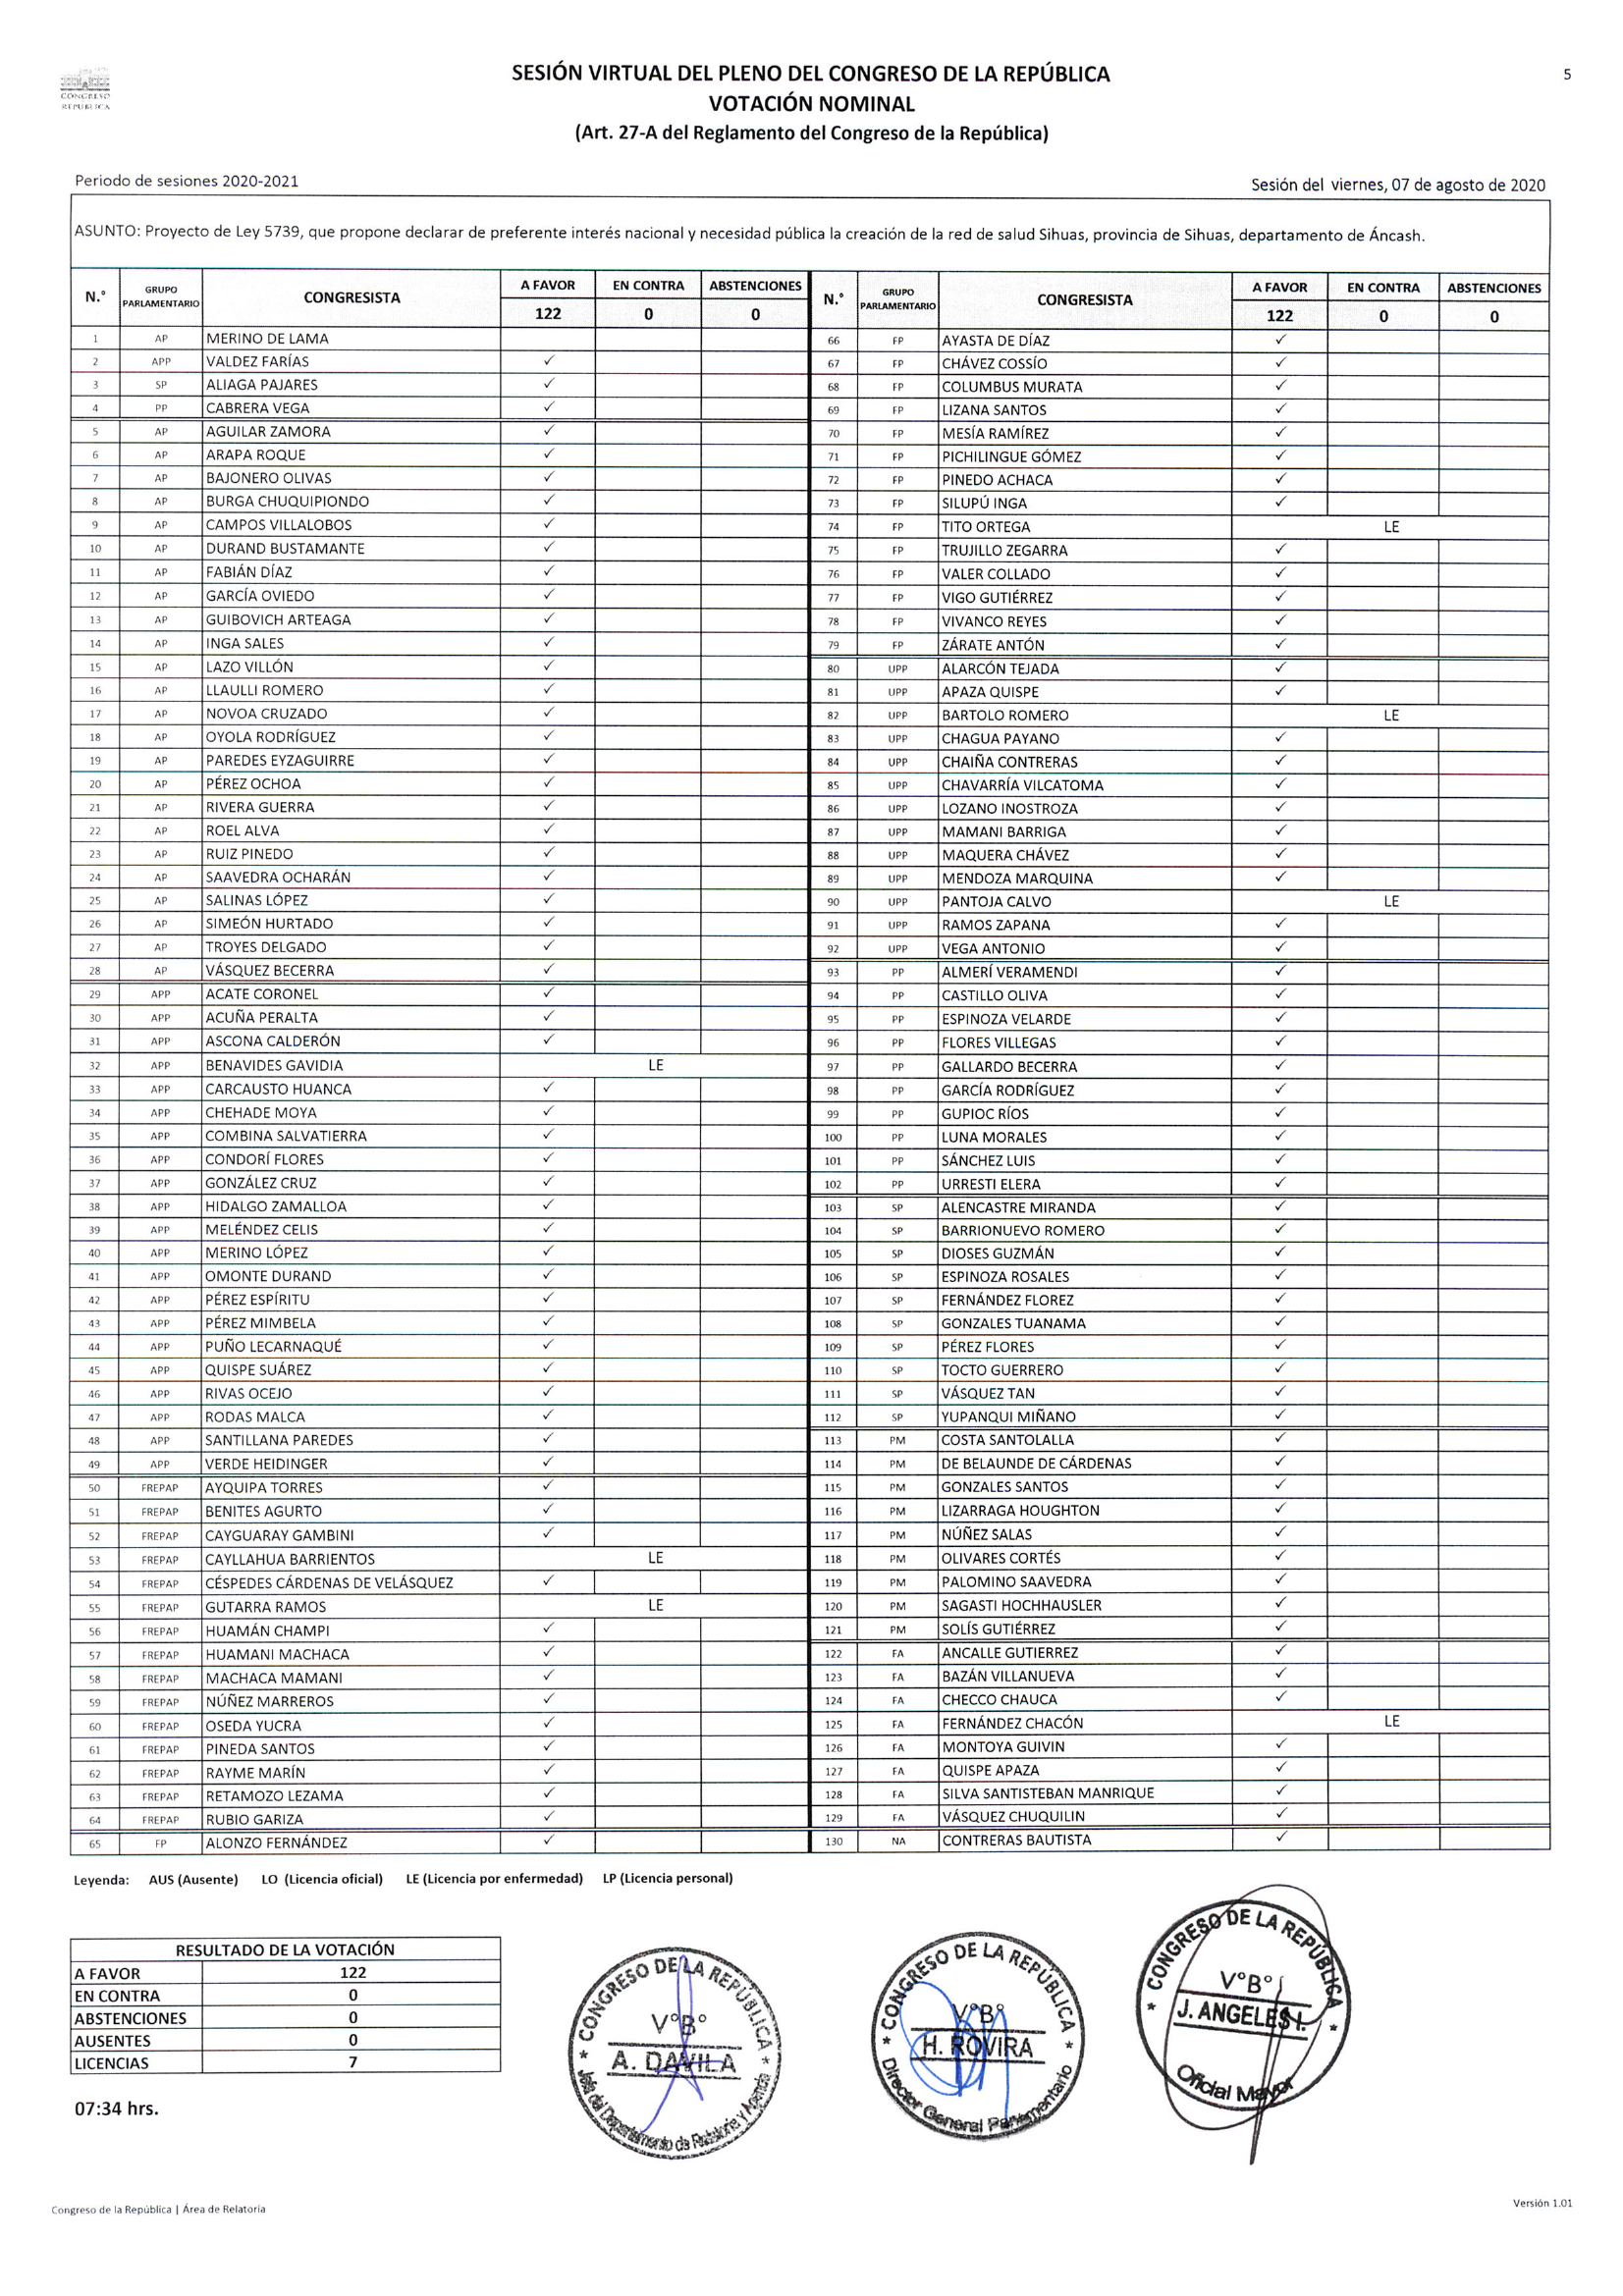 CONGRESO
REPÚBLICA
SESIÓN VIRTUAL DEL PLENO DEL CONGRESO DE LA REPÚBLICA
5
VOTACIÓN NOMINAL
(Art. 27-A del Reglamento del Congreso de la República)
Periodo de sesiones 2020-2021
Sesión del viernes, 07 de agosto de 2020
ASUNTO: Proyecto de Ley 5739, que propone declarar de preferente interés nacional y necesidad pública la creación de la red de salud Sihuas, provincia de Sihuas, departamento de Áncash.
N.° GRUPO PARLAMENTARIO CONGRESISTA A FAVOR EN CONTRA ABSTENCIONES N.° GRUPO PARLAMENTARIO CONGRESISTA A FAVOR EN CONTRA ABSTENCIONES
122 0 0 122 0 0
1 AP MERINO DE LAMA 66 FP AYASTA DE DÍAZ ✓
2 APP VALDEZ FARÍAS ✓ 67 FP CHÁVEZ COSSÍO ✓
3 SP ALIAGA PAJARES ✓ 68 FP COLUMBUS MURATA ✓
4 PP CABRERA VEGA ✓ 69 FP LIZANA SANTOS ✓
5 AP AGUILAR ZAMORA ✓ 70 FP MESÍA RAMÍREZ ✓
6 AP ARAPA ROQUE ✓ 71 FP PICHILINGUE GÓMEZ ✓
7 AP BAJONERO OLIVAS ✓ 72 FP PINEDO ACHACA ✓
8 AP BURGA CHUQUIPIONDO ✓ 73 FP SILUPÚ INGA ✓
9 AP CAMPOS VILLALOBOS ✓ 74 FP TITO ORTEGA LE
10 AP DURAND BUSTAMANTE ✓ 75 FP TRUJILLO ZEGARRA ✓
11 AP FABIÁN DÍAZ ✓ 76 FP VALER COLLADO ✓
12 AP GARCÍA OVIEDO ✓ 77 FP VIGO GUTIÉRREZ ✓
13 AP GUIBOVICH ARTEAGA ✓ 78 FP VIVANCO REYES ✓
14 AP INGA SALES ✓ 79 FP ZÁRATE ANTÓN ✓
15 AP LAZO VILLÓN ✓ 80 UPP ALARCÓN TEJADA ✓
16 AP LLAULLI ROMERO ✓ 81 UPP APAZA QUISPE ✓
17 AP NOVOA CRUZADO ✓ 82 UPP BARTOLO ROMERO LE
18 AP OYOLA RODRÍGUEZ ✓ 83 UPP CHAGUA PAYANO ✓
19 AP PAREDES EYZAGUIRRE ✓ 84 UPP CHAIÑA CONTRERAS ✓
20 AP PÉREZ OCHOA ✓ 85 UPP CHAVARRÍA VILCATOMA ✓
21 AP RIVERA GUERRA ✓ 86 UPP LOZANO INOSTROZA ✓
22 AP ROEL ALVA ✓ 87 UPP MAMANI BARRIGA ✓
23 AP RUIZ PINEDO ✓ 88 UPP MAQUERA CHÁVEZ ✓
24 AP SAAVEDRA OCHARÁN ✓ 89 UPP MENDOZA MARQUINA ✓
25 AP SALINAS LÓPEZ ✓ 90 UPP PANTOJA CALVO LE
26 AP SIMEÓN HURTADO ✓ 91 UPP RAMOS ZAPANA ✓
27 AP TROYES DELGADO ✓ 92 UPP VEGA ANTONIO ✓
28 AP VÁSQUEZ BECERRA ✓ 93 PP ALMERÍ VERAMENDI ✓
29 APP ACATE CORONEL ✓ 94 PP CASTILLO OLIVA ✓
30 APP ACUÑA PERALTA ✓ 95 PP ESPINOZA VELARDE ✓
31 APP ASCONA CALDERÓN ✓ 96 PP FLORES VILLEGAS ✓
32 APP BENAVIDES GAVIDIA LE 97 PP GALLARDO BECERRA ✓
33 APP CARCAUSTO HUANCA ✓ 98 PP GARCÍA RODRÍGUEZ ✓
34 APP CHEHADE MOYA ✓ 99 PP GUPIOC RÍOS ✓
35 APP COMBINA SALVATIERRA ✓ 100 PP LUNA MORALES ✓
36 APP CONDORÍ FLORES ✓ 101 PP SÁNCHEZ LUIS ✓
37 APP GONZÁLEZ CRUZ ✓ 102 PP URRESTI ELERA ✓
38 APP HIDALGO ZAMALLOA ✓ 103 SP ALENCASTRE MIRANDA ✓
39 APP MELÉNDEZ CELIS ✓ 104 SP BARRIONUEVO ROMERO ✓
40 APP MERINO LÓPEZ ✓ 105 SP DIOSES GUZMÁN ✓
41 APP OMONTE DURAND ✓ 106 SP ESPINOZA ROSALES ✓
42 APP PÉREZ ESPÍRITU ✓ 107 SP FERNÁNDEZ FLOREZ ✓
43 APP PÉREZ MIMBELA ✓ 108 SP GONZALES TUANAMA ✓
44 APP PUÑO LECARNAQUÉ ✓ 109 SP PÉREZ FLORES ✓
45 APP QUISPE SUÁREZ ✓ 110 SP TOCTO GUERRERO ✓
46 APP RIVAS OCEJO ✓ 111 SP VÁSQUEZ TAN ✓
47 APP RODAS MALCA ✓ 112 SP YUPANQUI MIÑANO ✓
48 APP SANTILLANA PAREDES ✓ 113 PM COSTA SANTOLALLA ✓
49 APP VERDE HEIDINGER ✓ 114 PM DE BELAUNDE DE CÁRDENAS ✓
50 FREPAP AYQUIPA TORRES ✓ 115 PM GONZALES SANTOS ✓
51 FREPAP BENITES AGURTO ✓ 116 PM LIZARRAGA HOUGHTON ✓
52 FREPAP CAYGUARAY GAMBINI ✓ 117 PM NÚÑEZ SALAS ✓
53 FREPAP CAYLLAHUA BARRIENTOS LE 118 PM OLIVARES CORTÉS ✓
54 FREPAP CÉSPEDES CÁRDENAS DE VELÁSQUEZ ✓ 119 PM PALOMINO SAAVEDRA ✓
55 FREPAP GUTARRA RAMOS LE 120 PM SAGASTI HOCHHAUSLER ✓
56 FREPAP HUAMÁN CHAMPI ✓ 121 PM SOLÍS GUTIÉRREZ ✓
57 FREPAP HUAMANI MACHACA ✓ 122 FA ANCALLE GUTIERREZ ✓
58 FREPAP MACHACA MAMANI ✓ 123 FA BAZÁN VILLANUEVA ✓
59 FREPAP NÚÑEZ MARREROS ✓ 124 FA CHECCO CHAUCA ✓
60 FREPAP OSEDA YUCRA ✓ 125 FA FERNÁNDEZ CHACÓN LE
61 FREPAP PINEDA SANTOS ✓ 126 FA MONTOYA GUIVIN ✓
62 FREPAP RAYME MARÍN ✓ 127 FA QUISPE APAZA ✓
63 FREPAP RETAMOZO LEZAMA ✓ 128 FA SILVA SANTISTEBAN MANRIQUE ✓
64 FREPAP RUBIO GARIZA ✓ 129 FA VÁSQUEZ CHUQUILIN ✓
65 FP ALONZO FERNÁNDEZ ✓ 130 NA CONTRERAS BAUTISTA ✓
Leyenda: AUS (Ausente) LO (Licencia oficial) LE (Licencia por enfermedad) LP (Licencia personal)
RESULTADO DE LA VOTACIÓN
A FAVOR 122
EN CONTRA 0
ABSTENCIONES 0
AUSENTES 0
LICENCIAS 7
07:34 hrs.
* CONGRESO DE LA REPÚBLICA *
V°B°
A. DAVILA
Jefa del Departamento de Relatoría y Agenda
* CONGRESO DE LA REPÚBLICA *
V°B°
H. ROVIRA
Director General Parlamentario
* CONGRESO DE LA REPÚBLICA *
V°B°
J. ANGELES I.
Oficial Mayor
Congreso de la República | Área de Relatoría
Versión 1.01